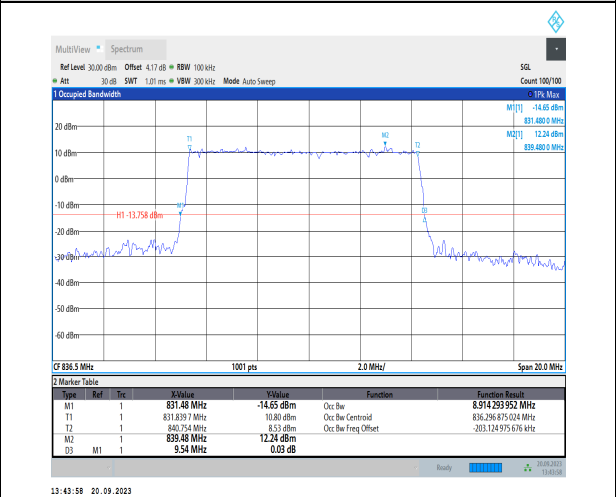 MultiView Spectrum
Ref Level 30.00 dBm Offset 4.17 dB RBW 100 kHz SGL
Att 30 dB SWT 1.01 ms VBW 300 kHz Mode Auto Sweep Count 100/100
1 Occupied Bandwidth 1Pk Max
M1[1] -14.65 dBm
831.480 0 MHz
M2[1] 12.24 dBm
839.480 0 MHz
20 dBm
T1 M2 T2
10 dBm
0 dBm
-10 dBm
M1 D3
H1 -13.758 dBm
-20 dBm
-30 dBm
-40 dBm
-50 dBm
-60 dBm
CF 836.5 MHz 1001 pts 2.0 MHz/ Span 20.0 MHz
2 Marker Table
Type Ref Trc X-Value Y-Value Function Function Result
M1 1 831.48 MHz -14.65 dBm Occ Bw 8.914 293 952 MHz
T1 1 831.839 7 MHz 10.80 dBm Occ Bw Centroid 836.296 875 024 MHz
T2 1 840.754 MHz 8.53 dBm Occ Bw Freq Offset -203.124 975 676 kHz
M2 1 839.48 MHz 12.24 dBm
D3 M1 1 9.54 MHz 0.03 dB
Ready 20.09.2023
13:43:58
13:43:58 20.09.2023